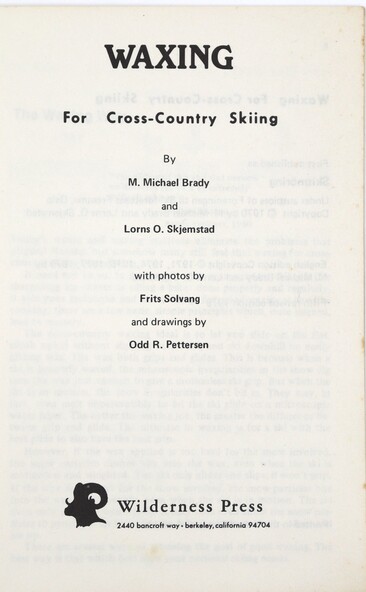 WAXING
For Cross-Country Skiing
By
M. Michael Brady
and
Lorns O. Skjemstad
with photos by
Frits Solvang
and drawings by
Odd R. Pettersen
Wilderness Press
2440 bancroft way • berkeley, california 94704